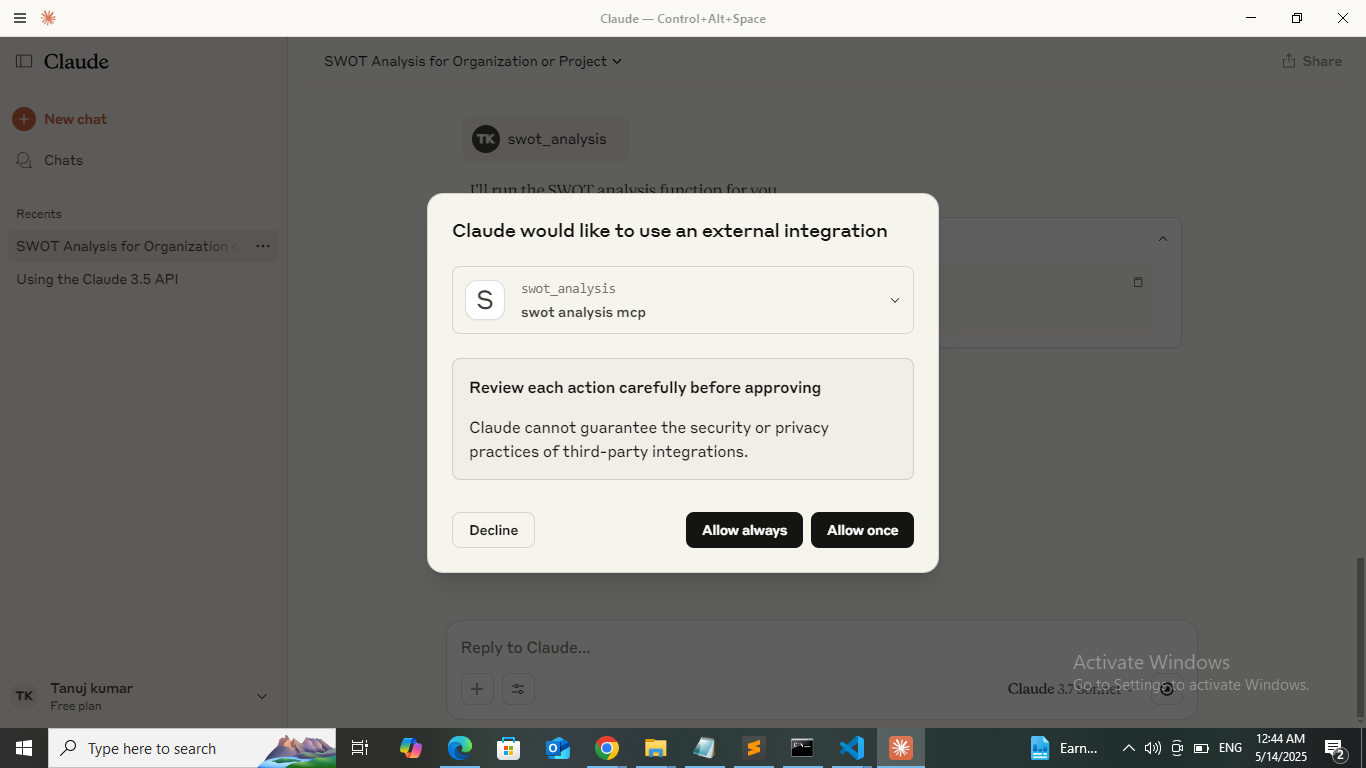 Claude — Control+Alt+Space
Claude
SWOT Analysis for Organization or Project
Share
New chat
Chats
Recents
SWOT Analysis for Organization
Using the Claude 3.5 API
TK swot_analysis
I'll run the SWOT analysis function for you
Claude would like to use an external integration
S
swot_analysis
swot analysis mcp
Review each action carefully before approving
Claude cannot guarantee the security or privacy
practices of third-party integrations.
Decline
Allow always
Allow once
Reply to Claude...
Claude 3.7 Sonnet
Activate Windows
Go to Settings to activate Windows.
TK
Tanuj kumar
Free plan
Type here to search
Earn...
ENG
12:44 AM
5/14/2025
2